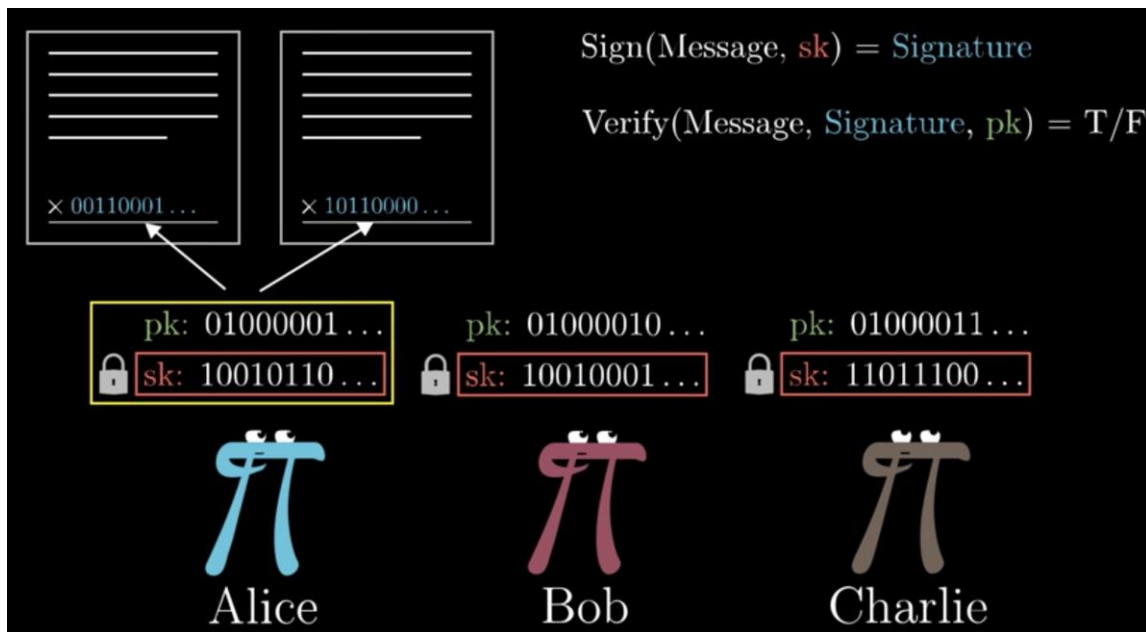 Sign(Message, sk) = Signature
Verify(Message, Signature, pk) = T/F
× 00110001...
× 10110000...
pk: 01000001...
sk: 10010110...
pk: 01000010...
sk: 10010001...
pk: 01000011...
sk: 11011100...
Alice
Bob
Charlie